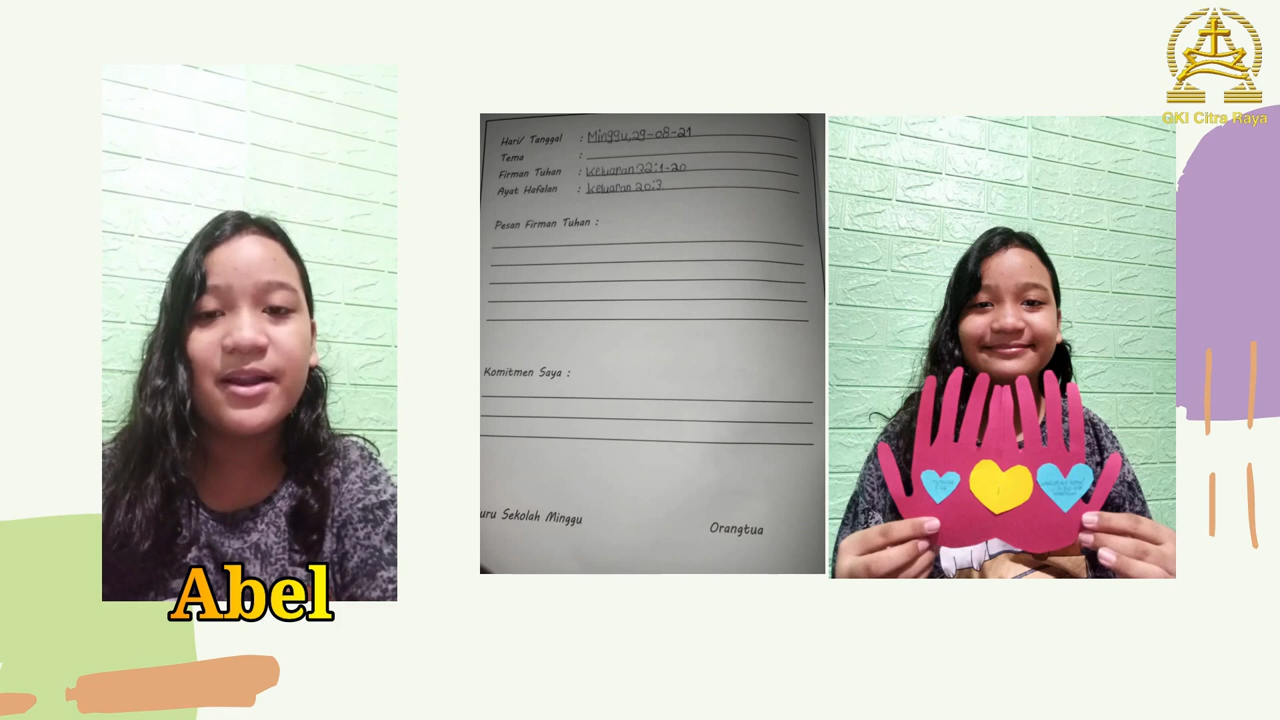 GKI Citra Raya
Hari/ Tanggal : Minggu, 29-08-21
Tema :
Firman Tuhan : Keluaran 22:1-20
Ayat Hafalan : Keluaran 20:3
Pesan Firman Tuhan :
Komitmen Saya :
uru Sekolah Minggu
Orangtua
Abel